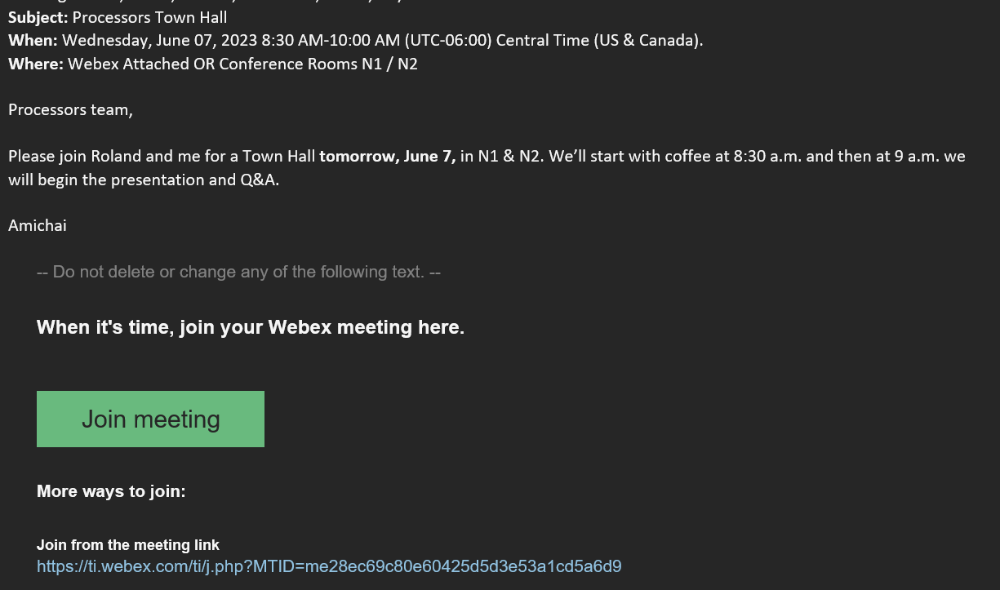 Subject: Processors Town Hall
When: Wednesday, June 07, 2023 8:30 AM-10:00 AM (UTC-06:00) Central Time (US & Canada).
Where: Webex Attached OR Conference Rooms N1 / N2
Processors team,
Please join Roland and me for a Town Hall tomorrow, June 7, in N1 & N2. We’ll start with coffee at 8:30 a.m. and then at 9 a.m. we
will begin the presentation and Q&A.
Amichai
-- Do not delete or change any of the following text. --
When it's time, join your Webex meeting here.
Join meeting
More ways to join:
Join from the meeting link
https://ti.webex.com/ti/j.php?MTID=me28ec69c80e60425d5d3e53a1cd5a6d9